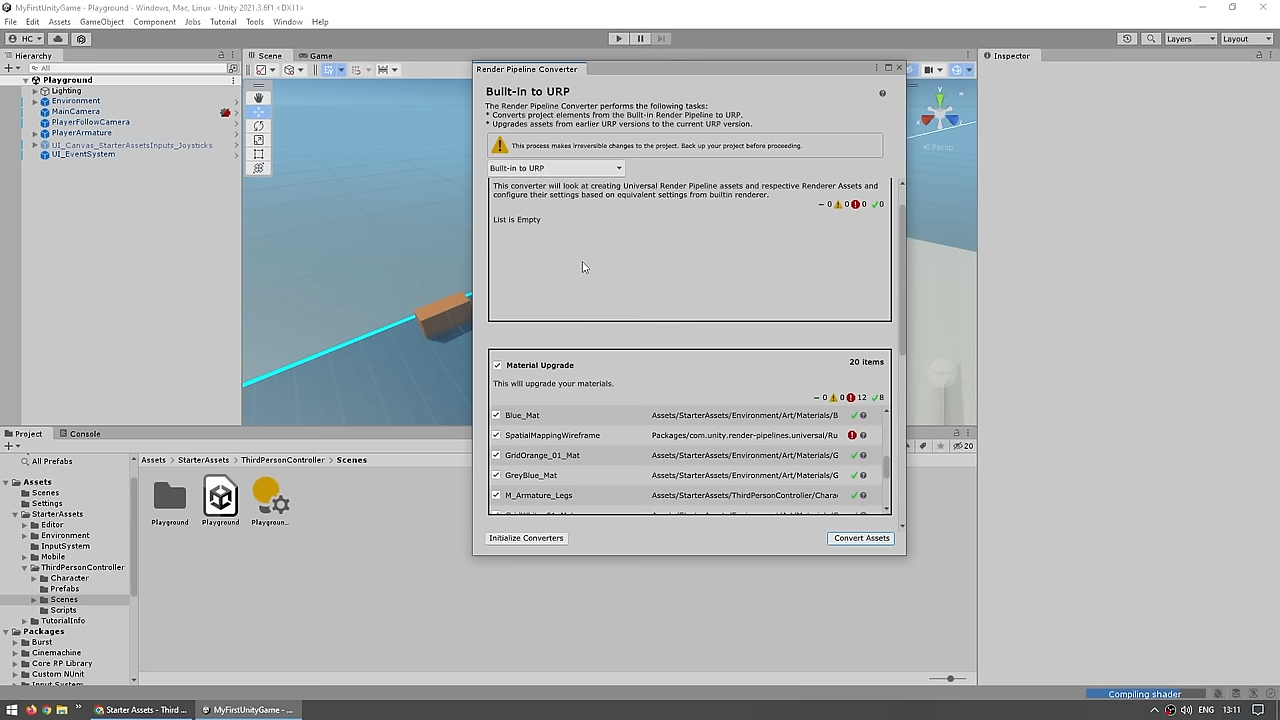 MyFirstUnityGame - Playground - Windows, Mac, Linux - Unity 2021.3.6f1 <DX11>
File Edit Assets GameObject Component Jobs Tutorial Tools Window Help
HC Layers Layout
Hierarchy Scene Game Inspector
All
Playground
Lighting
Environment
MainCamera
PlayerFollowCamera
PlayerArmature
UI_Canvas_StarterAssetsInputs_Joysticks
UI_EventSystem
Persp
Render Pipeline Converter
Built-in to URP
The Render Pipeline Converter performs the following tasks:
* Converts project elements from the Built-in Render Pipeline to URP.
* Upgrades assets from earlier URP versions to the current URP version.
This process makes irreversible changes to the project. Back up your project before proceeding.
Built-in to URP
This converter will look at creating Universal Render Pipeline assets and respective Renderer Assets and
configure their settings based on equivalent settings from builtin renderer.
0 0 0 0
List is Empty
Material Upgrade 20 items
This will upgrade your materials.
0 0 12 8
Blue_Mat Assets/StarterAssets/Environment/Art/Materials/B
SpatialMappingWireframe Packages/com.unity.render-pipelines.universal/Ru
GridOrange_01_Mat Assets/StarterAssets/Environment/Art/Materials/G
GreyBlue_Mat Assets/StarterAssets/Environment/Art/Materials/G
M_Armature_Legs Assets/StarterAssets/ThirdPersonController/Chara
Initialize Converters Convert Assets
Project Console
20
All Prefabs
Assets
Scenes
Settings
StarterAssets
Editor
Environment
InputSystem
Mobile
ThirdPersonController
Character
Prefabs
Scenes
Scripts
TutorialInfo
Packages
Burst
Cinemachine
Core RP Library
Custom NUnit
Assets StarterAssets ThirdPersonController Scenes
Playground Playground Playgroun...
Compiling shader
Starter Assets - Third ... MyFirstUnityGame - ... ENG 13:11